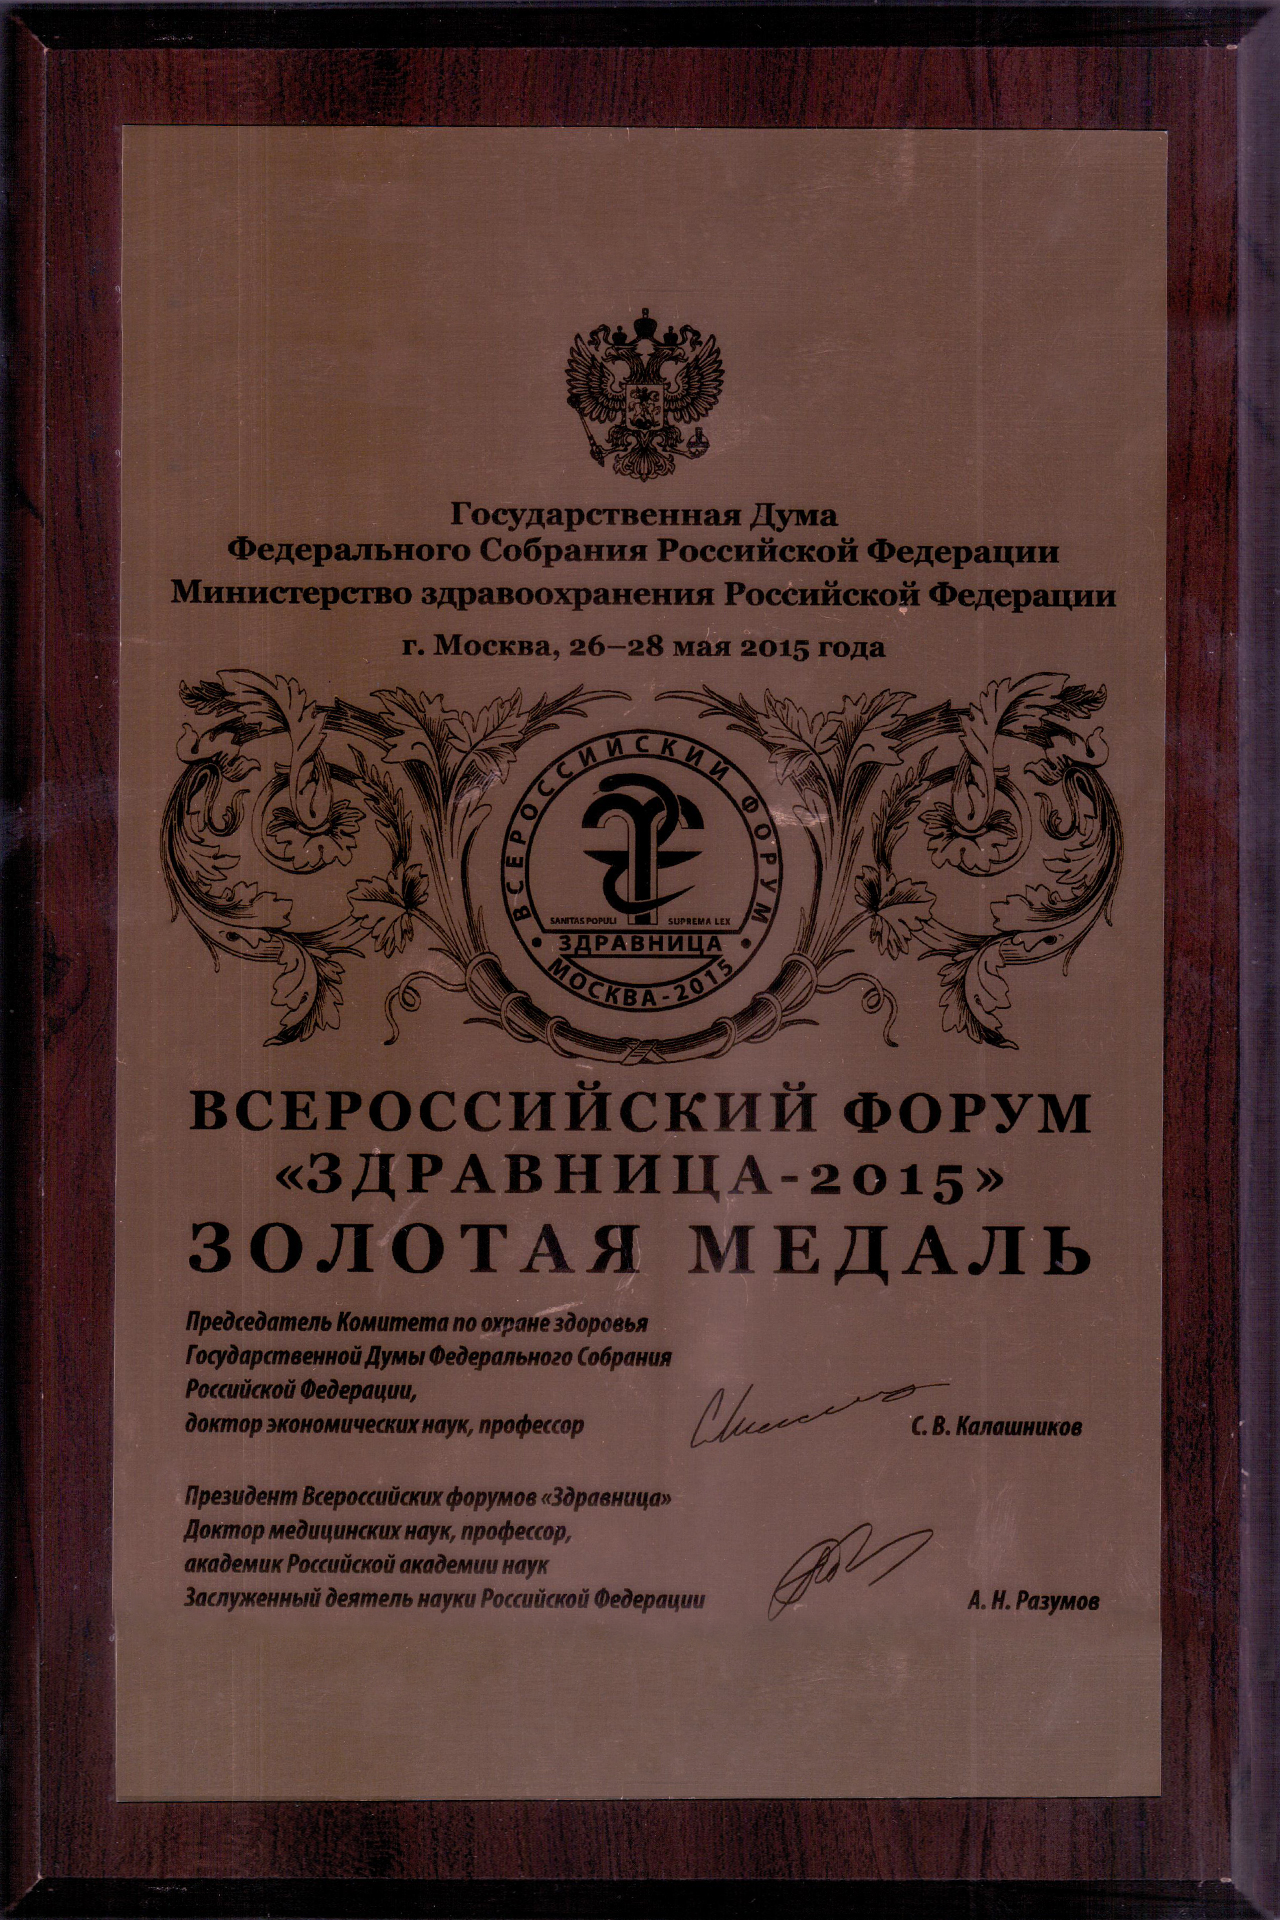 Государственная Дума
Федерального Собрания Российской Федерации
Министерство здравоохранения Российской Федерации
г. Москва, 26–28 мая 2015 года
ВСЕРОССИЙСКИЙ ФОРУМ
SANITAS POPULI SUPREMA LEX
• ЗДРАВНИЦА •
МОСКВА-2015
ВСЕРОССИЙСКИЙ ФОРУМ
«ЗДРАВНИЦА-2015»
ЗОЛОТАЯ МЕДАЛЬ
Председатель Комитета по охране здоровья
Государственной Думы Федерального Собрания
Российской Федерации,
доктор экономических наук, профессор С. В. Калашников
Президент Всероссийских форумов «Здравница»
Доктор медицинских наук, профессор,
академик Российской академии наук
Заслуженный деятель науки Российской Федерации А. Н. Разумов